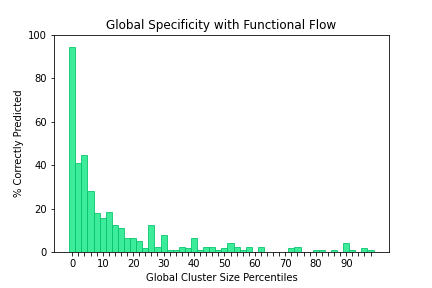 Global Specificity with Functional Flow
% Correctly Predicted
100
80
60
40
20
0
0 10 20 30 40 50 60 70 80 90
Global Cluster Size Percentiles